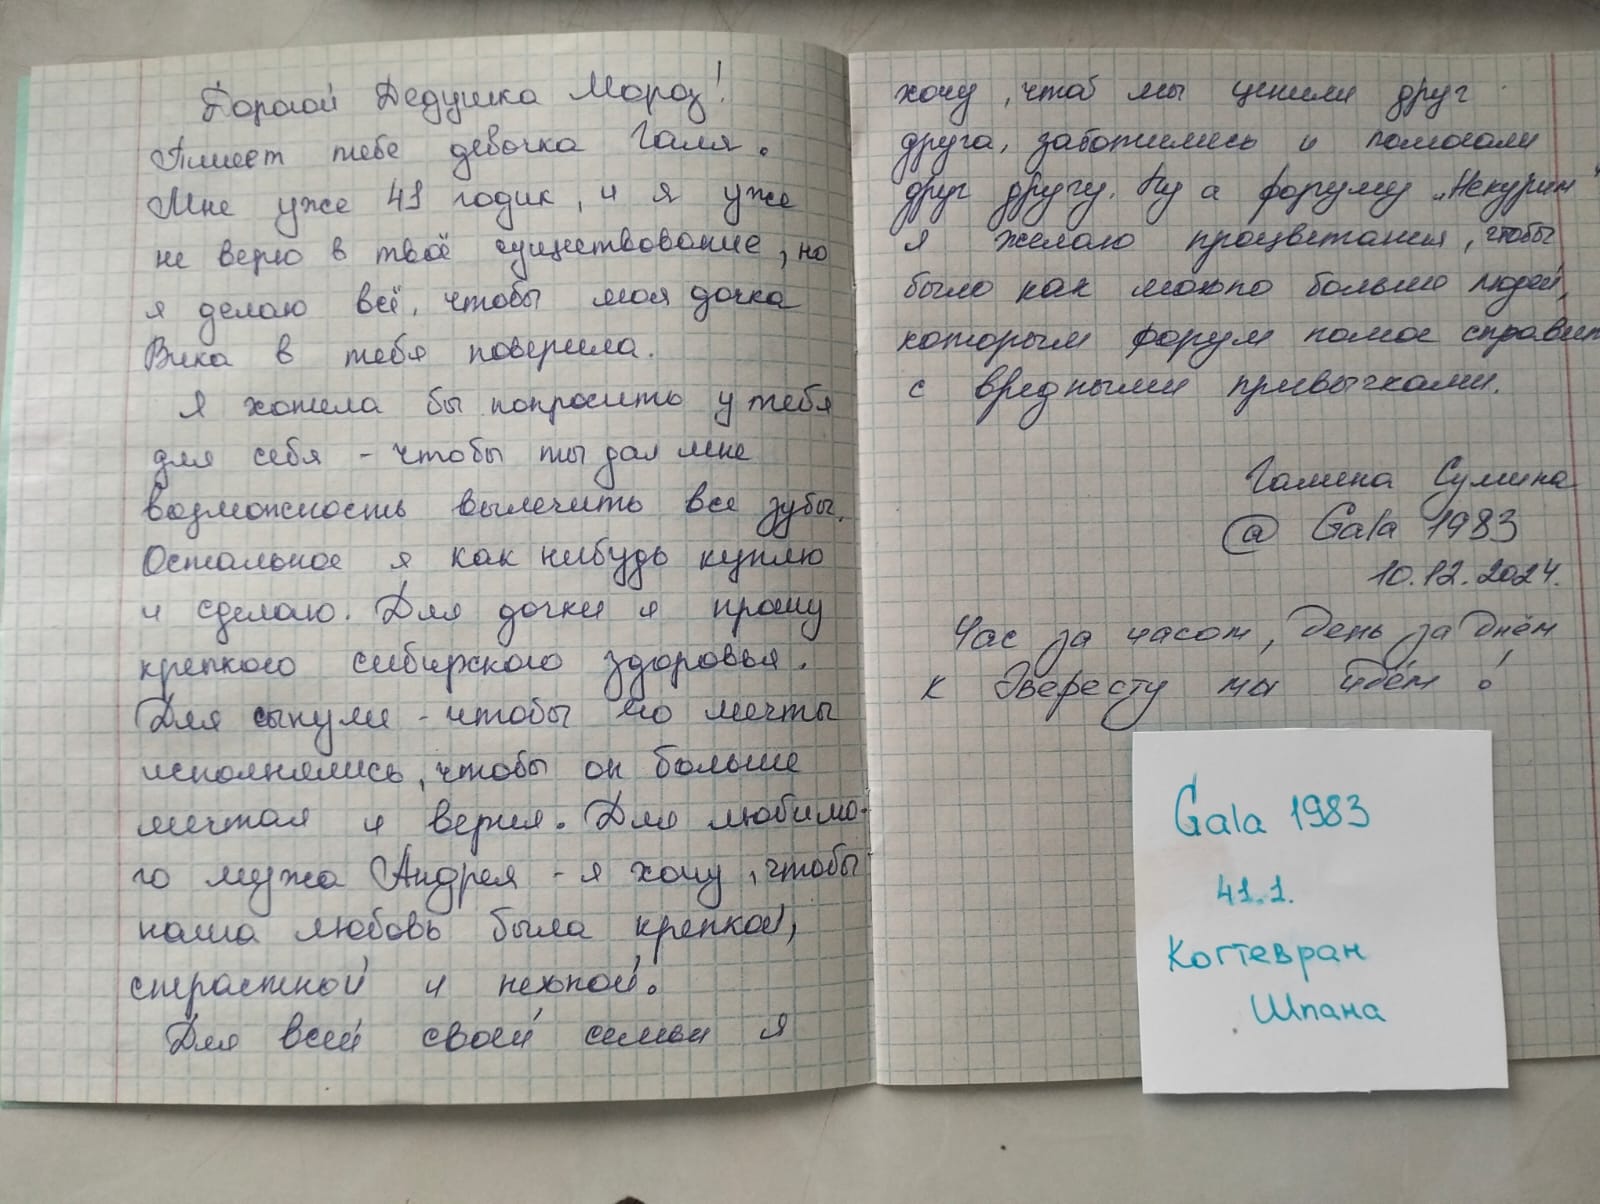 Дорогой Дедушка Мороз!
Пишет тебе девочка Галя.
Мне уже 41 годик, и я уже
не верю в твоё существование, но
я делаю всё, чтобы моя дочка
Вика в тебя поверила.
Я хотела бы попросить у тебя
для себя - чтобы ты дал мне
возможность вылечить все зубы.
Остальное я как нибудь куплю
и сделаю. Для дочки я прошу
крепкого сибирского здоровья.
Для сынули - чтобы его мечты
исполнялись, чтобы он больше
мечтал и верил. Для любимо-
го мужа Андрея - я хочу, чтобы
наша любовь была крепкой,
страстной и нежной.
Для всей своей семьи я
хочу, чтоб мы ценили друг
друга, заботились и помогали
друг другу. Ну а форуму „Некурим"
я желаю процветания, чтобы
было как можно больше людей,
которым форум помог справит
с вредными привычками.
Галина Сумина
@ Gala 1983
10.12.2024.
Час за часом, день за днём
к Эвересту мы идём!
Gala 1983
41.1.
Когтевран
Шпана